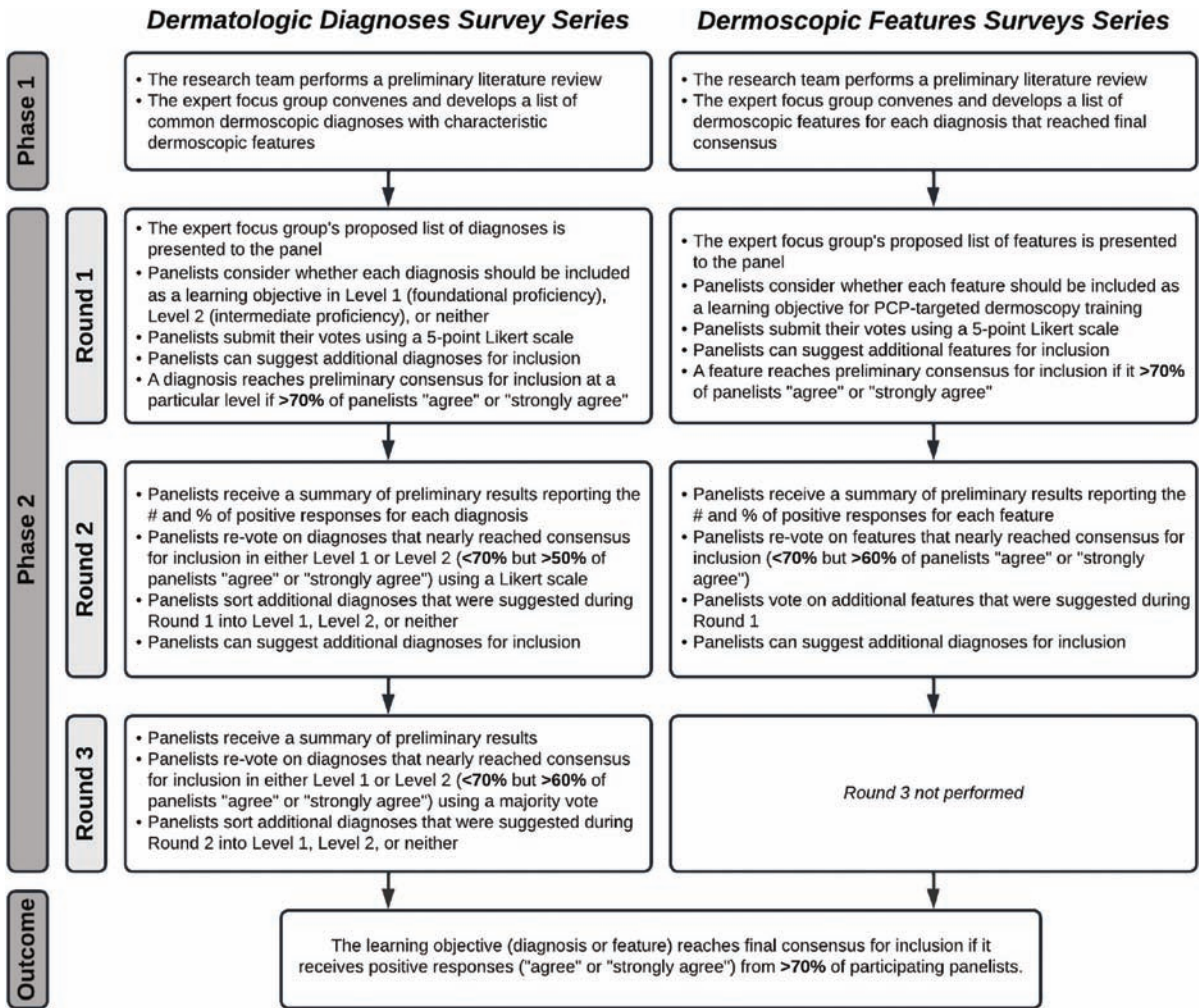 Dermatologic Diagnoses Survey Series
Dermoscopic Features Surveys Series
Phase 1
• The research team performs a preliminary literature review
• The expert focus group convenes and develops a list of
common dermoscopic diagnoses with characteristic
dermoscopic features
• The research team performs a preliminary literature review
• The expert focus group convenes and develops a list of
dermoscopic features for each diagnosis that reached final
consensus
Phase 2
Round 1
• The expert focus group's proposed list of diagnoses is
presented to the panel
• Panelists consider whether each diagnosis should be included
as a learning objective in Level 1 (foundational proficiency),
Level 2 (intermediate proficiency), or neither
• Panelists submit their votes using a 5-point Likert scale
• Panelists can suggest additional diagnoses for inclusion
• A diagnosis reaches preliminary consensus for inclusion at a
particular level if >70% of panelists "agree" or "strongly agree"
• The expert focus group's proposed list of features is presented
to the panel
• Panelists consider whether each feature should be included as
a learning objective for PCP-targeted dermoscopy training
• Panelists submit their votes using a 5-point Likert scale
• Panelists can suggest additional features for inclusion
• A feature reaches preliminary consensus for inclusion if it >70%
of panelists "agree" or "strongly agree"
Round 2
• Panelists receive a summary of preliminary results reporting the
# and % of positive responses for each diagnosis
• Panelists re-vote on diagnoses that nearly reached consensus
for inclusion in either Level 1 or Level 2 (<70% but >50% of
panelists "agree" or "strongly agree") using a Likert scale
• Panelists sort additional diagnoses that were suggested during
Round 1 into Level 1, Level 2, or neither
• Panelists can suggest additional diagnoses for inclusion
• Panelists receive a summary of preliminary results reporting the
# and % of positive responses for each feature
• Panelists re-vote on features that nearly reached consensus for
inclusion (<70% but >60% of panelists "agree" or "strongly
agree")
• Panelists vote on additional features that were suggested during
Round 1
• Panelists can suggest additional diagnoses for inclusion
Round 3
• Panelists receive a summary of preliminary results
• Panelists re-vote on diagnoses that nearly reached consensus
for inclusion in either Level 1 or Level 2 (<70% but >60% of
panelists "agree" or "strongly agree") using a majority vote
• Panelists sort additional diagnoses that were suggested during
Round 2 into Level 1, Level 2, or neither
Round 3 not performed
Outcome
The learning objective (diagnosis or feature) reaches final consensus for inclusion if it
receives positive responses ("agree" or "strongly agree") from >70% of participating panelists.